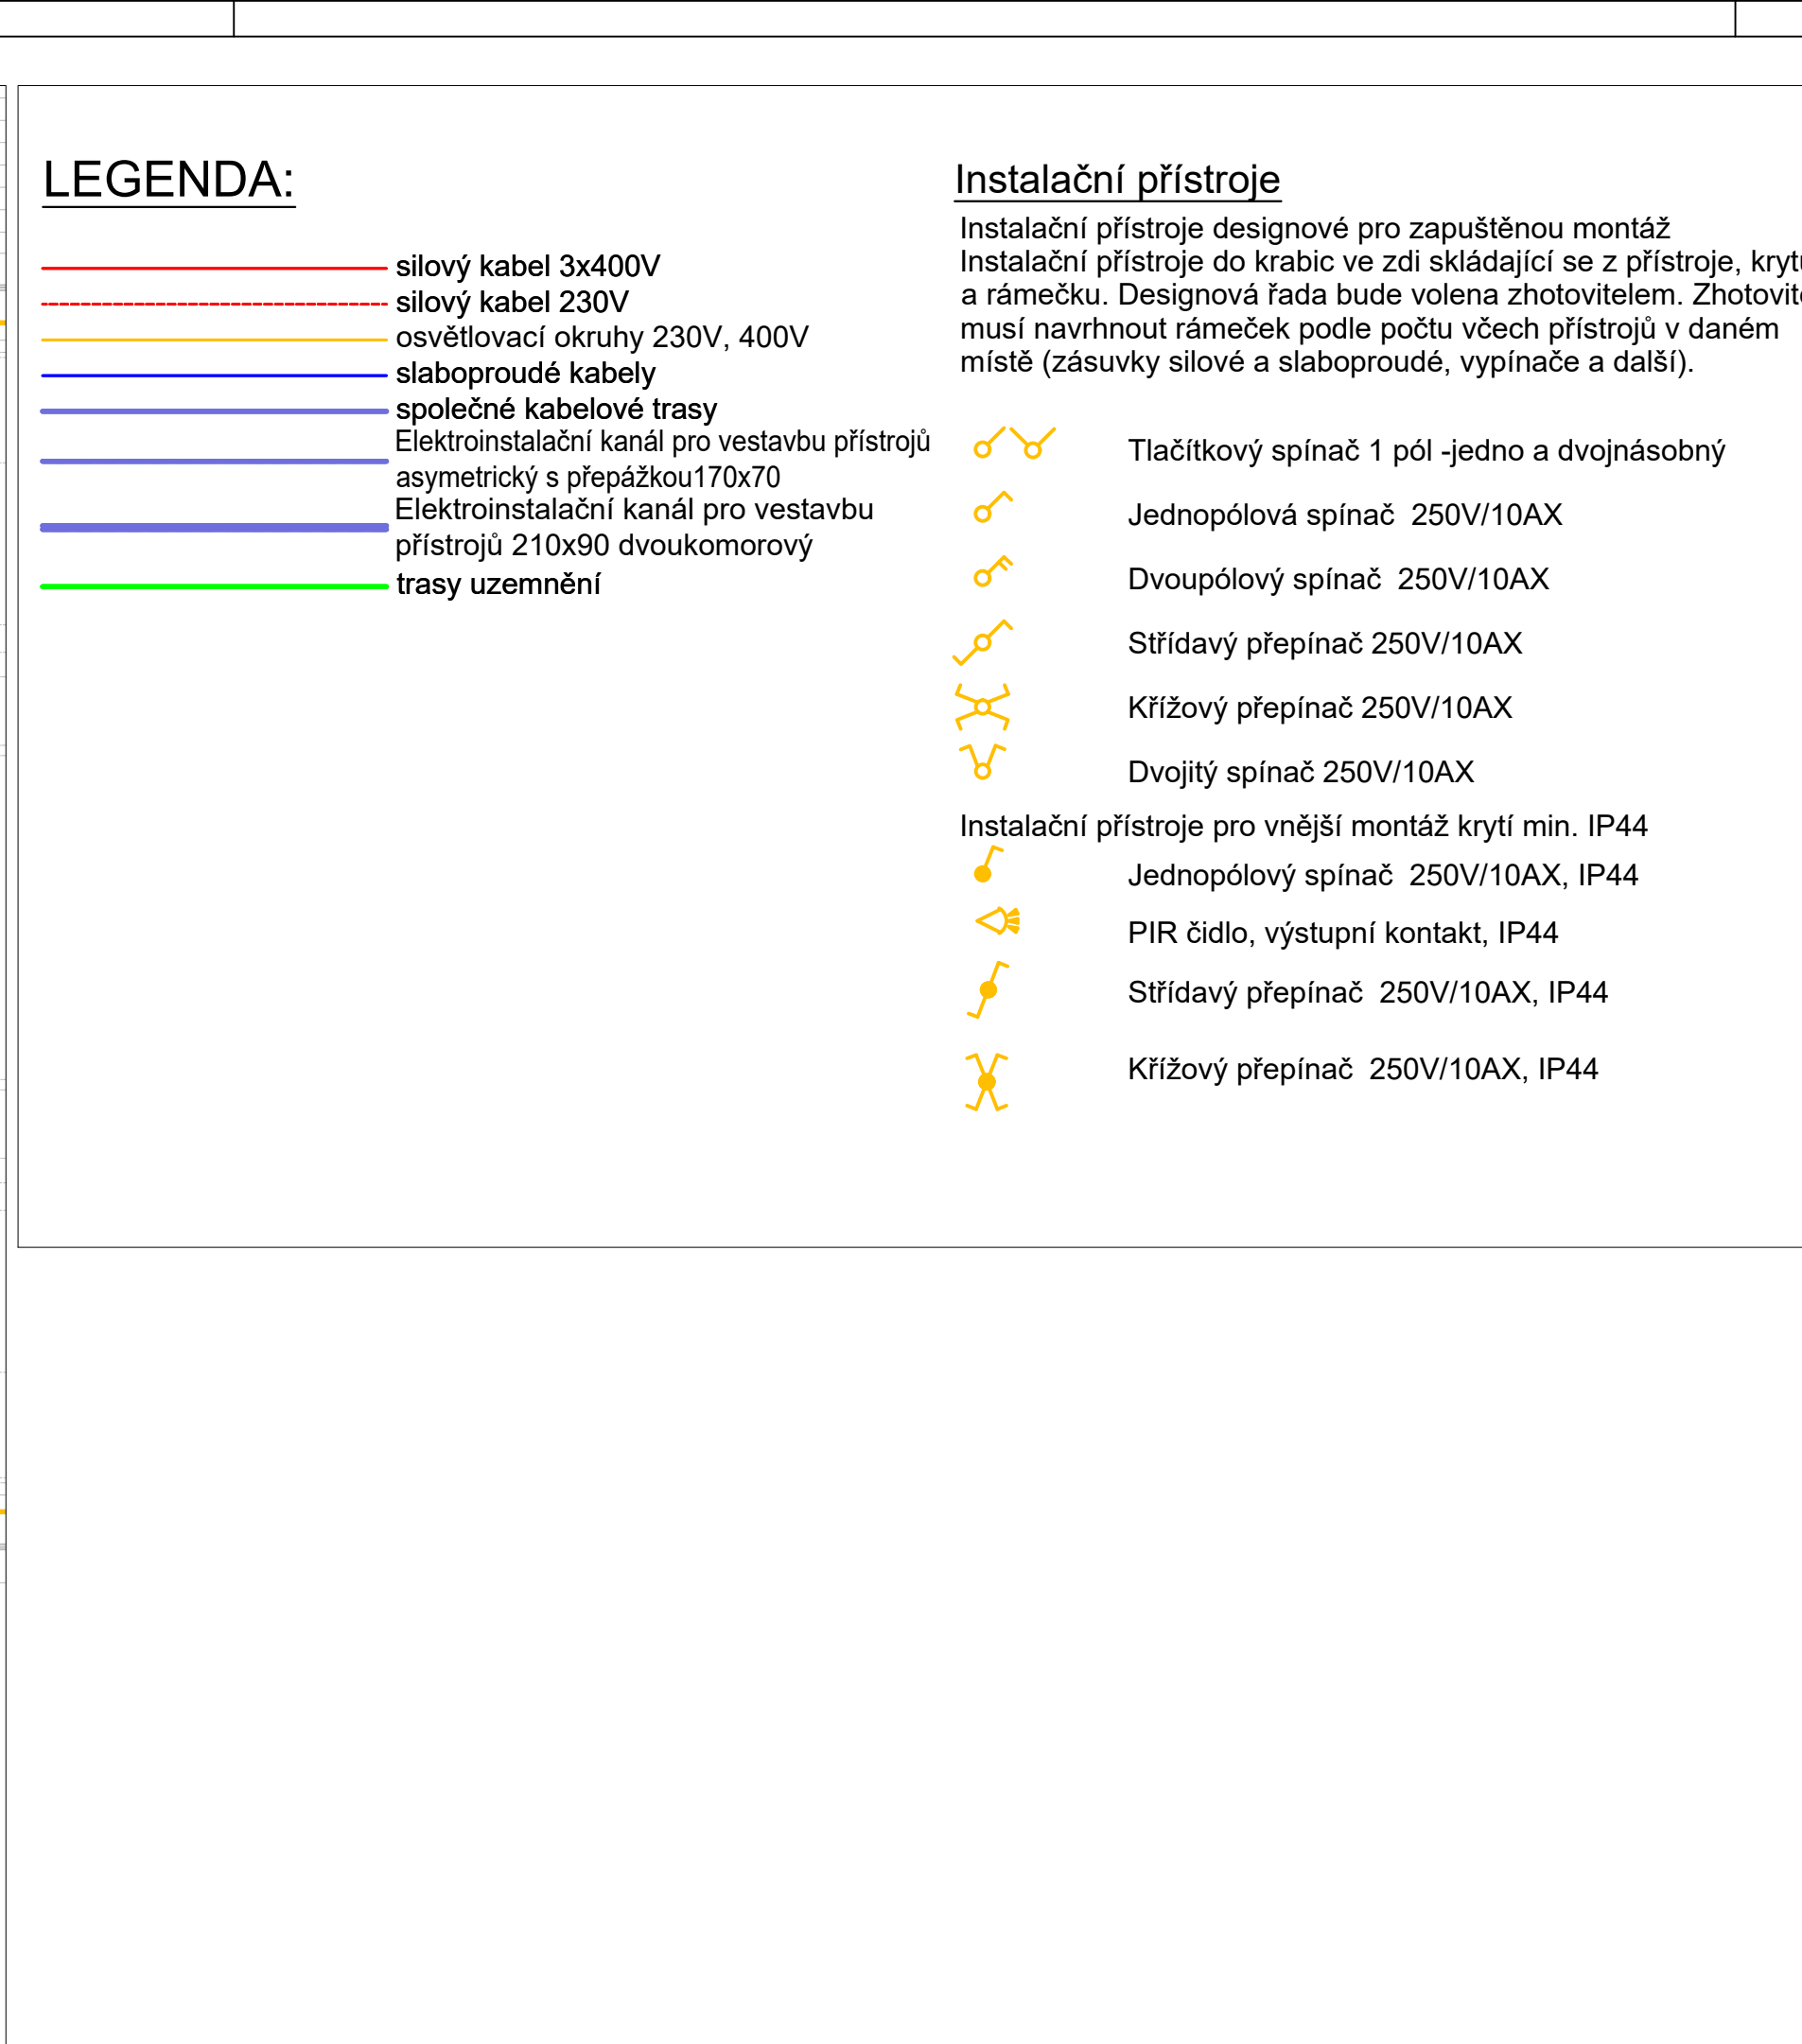 LEGENDA:
silový kabel 3x400V
silový kabel 230V
osvětlovací okruhy 230V, 400V
slaboproudé kabely
společné kabelové trasy
Elektroinstalační kanál pro vestavbu přístrojů
asymetrický s přepážkou170x70
Elektroinstalační kanál pro vestavbu
přístrojů 210x90 dvoukomorový
trasy uzemnění
Instalační přístroje
Instalační přístroje designové pro zapuštěnou montáž
Instalační přístroje do krabic ve zdi skládající se z přístroje,
a rámečku. Designová řada bude volena zhotovitelem.
musí navrhnout rámeček podle počtu včech přístrojů v daném
místě (zásuvky silové a slaboproudé, vypínače a další).
Tlačítkový spínač 1 pól -jedno a dvojnásobný
Jednopólová spínač 250V/10AX
Dvoupólový spínač 250V/10AX
Střídavý přepínač 250V/10AX
Křížový přepínač 250V/10AX
Dvojitý spínač 250V/10AX
Instalační přístroje pro vnější montáž krytí min. IP44
Jednopólový spínač 250V/10AX, IP44
PIR čidlo, výstupní kontakt, IP44
Střídavý přepínač 250V/10AX, IP44
Křížový přepínač 250V/10AX, IP44